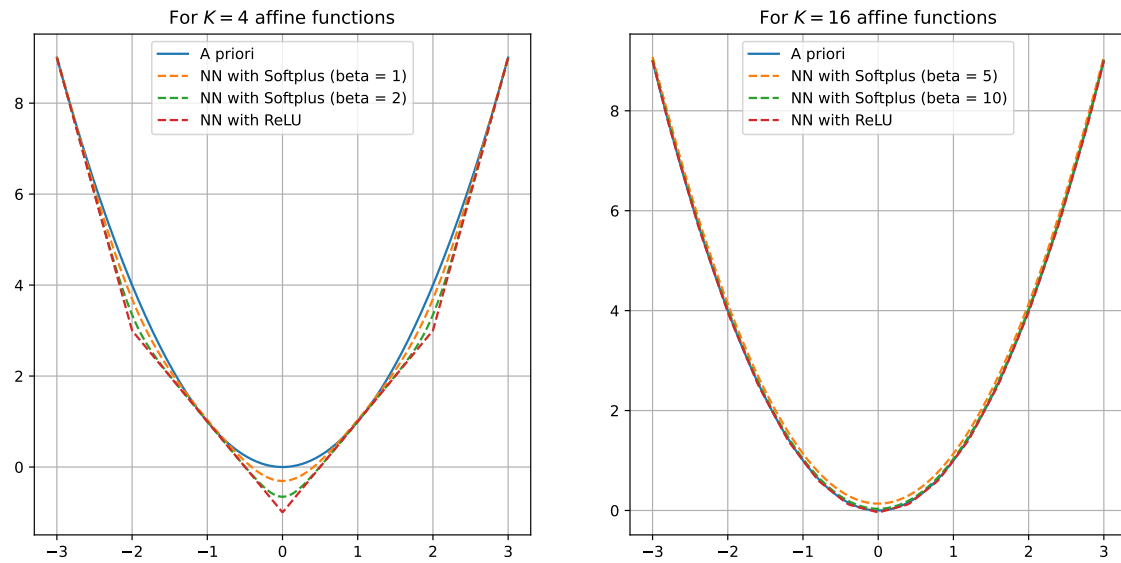 For K = 4 affine functions
A priori
NN with Softplus (beta = 1)
NN with Softplus (beta = 2)
NN with ReLU
8
6
4
2
0
−3 −2 −1 0 1 2 3
For K = 16 affine functions
A priori
NN with Softplus (beta = 5)
NN with Softplus (beta = 10)
NN with ReLU
8
6
4
2
0
−3 −2 −1 0 1 2 3